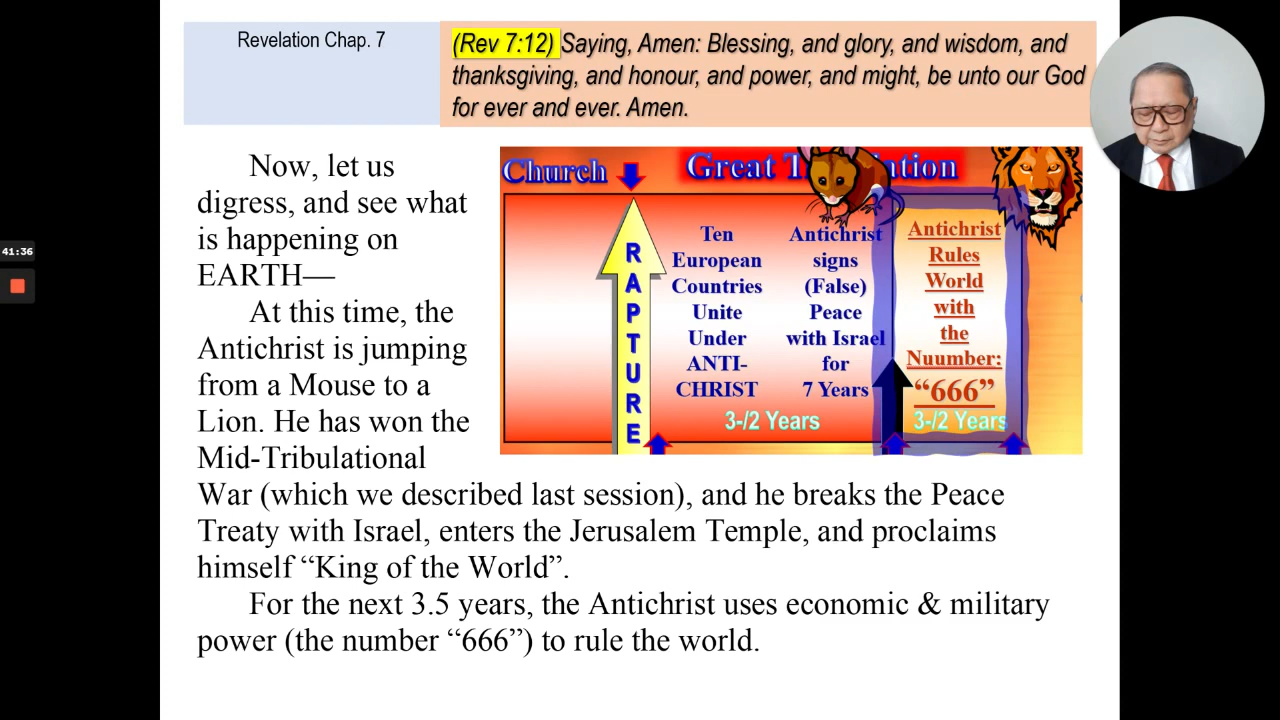 Revelation Chap. 7
(Rev 7:12) Saying, Amen: Blessing, and glory, and wisdom, and
thanksgiving, and honour, and power, and might, be unto our God
for ever and ever. Amen.
41:36
Now, let us
digress, and see what
is happening on
EARTH—
At this time, the
Antichrist is jumping
from a Mouse to a
Lion. He has won the
Mid-Tribulational
War (which we described last session), and he breaks the Peace
Treaty with Israel, enters the Jerusalem Temple, and proclaims
himself “King of the World”.
For the next 3.5 years, the Antichrist uses economic & military
power (the number “666”) to rule the world.
Church
Great T ation
RAPTURE
Ten
European
Countries
Unite
Under
ANTI-
CHRIST
Antichrist
signs
(False)
Peace
with Israel
for
7 Years
3-/2 Years
Antichrist
Rules
World
with
the
Nuumber:
“666”
3-/2 Years